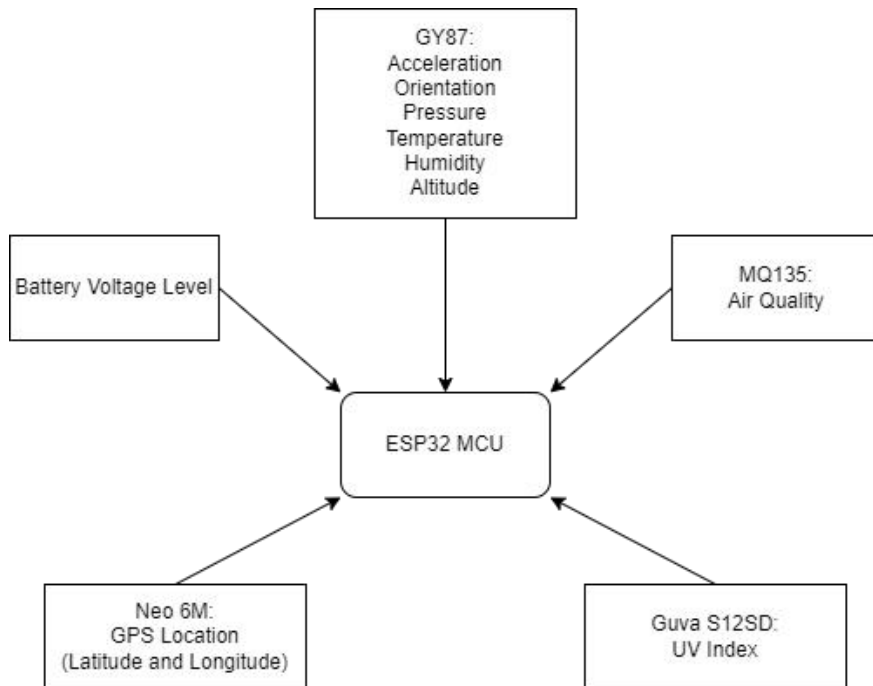 GY87:
Acceleration
Orientation
Pressure
Temperature
Humidity
Altitude
Battery Voltage Level
MQ135:
Air Quality
ESP32 MCU
Neo 6M:
GPS Location
(Latitude and Longitude)
Guva S12SD:
UV Index